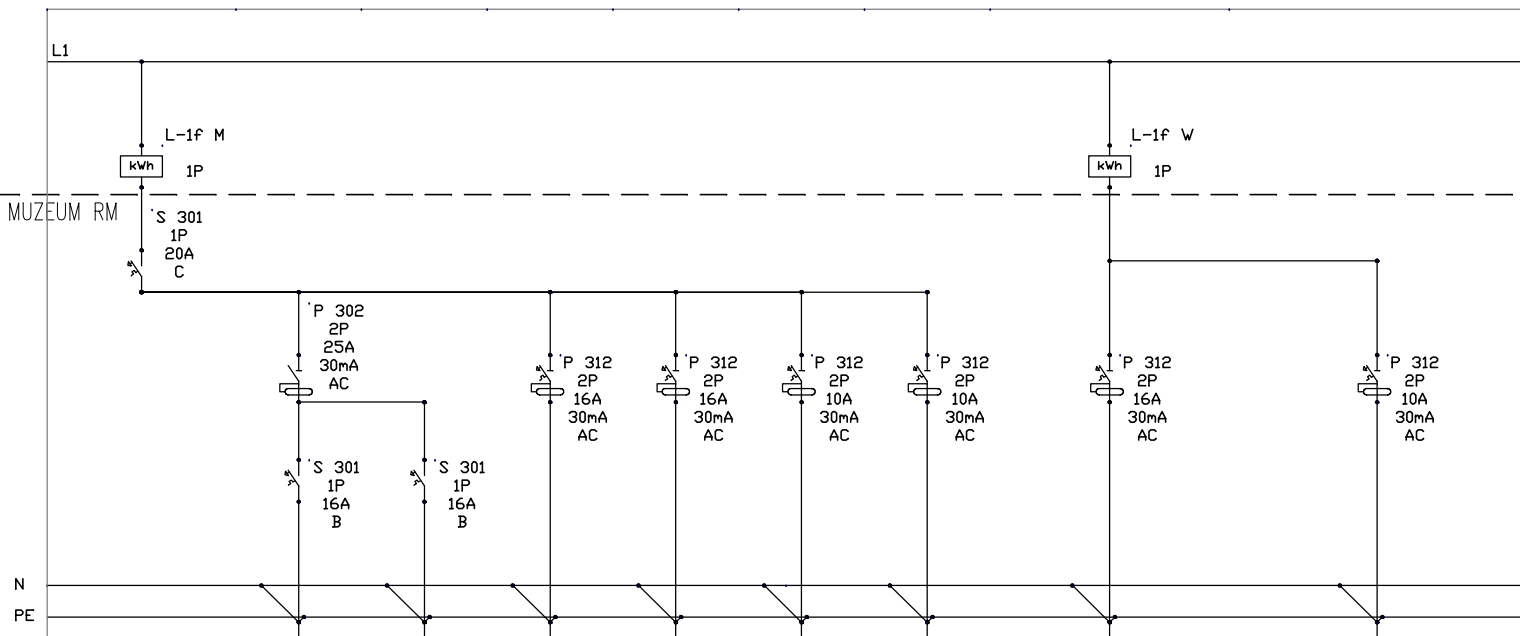 L1
L-1f M
kWh
1P
L-1f W
kWh
1P
MUZEUM RM
S 301
1P
20A
C
P 302
2P
25A
30mA
AC
P 312
2P
16A
30mA
AC
P 312
2P
16A
30mA
AC
P 312
2P
10A
30mA
AC
P 312
2P
10A
30mA
AC
P 312
2P
16A
30mA
AC
P 312
2P
10A
30mA
AC
S 301
1P
16A
B
S 301
1P
16A
B
N
PE